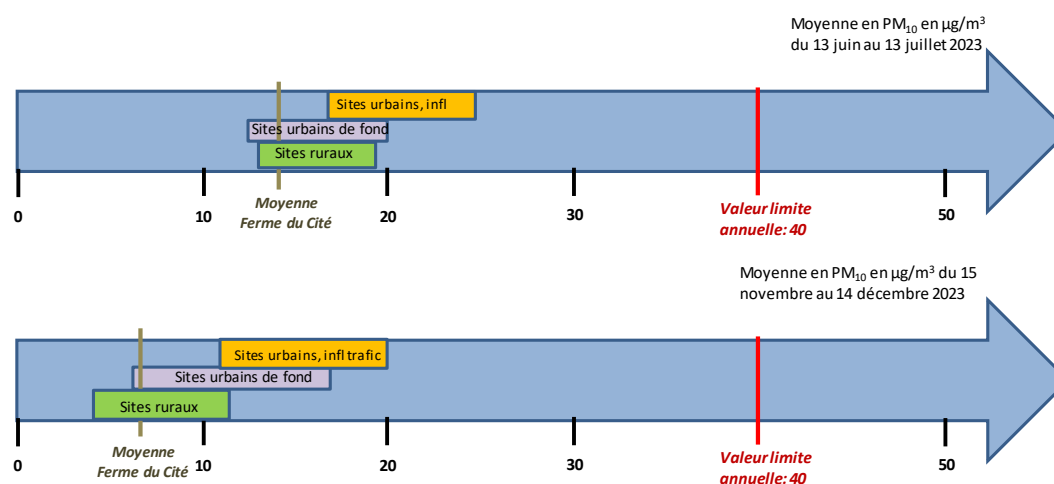 Moyenne en PM10 en µg/m³
du 13 juin au 13 juillet 2023
Sites urbains, infl
Sites urbains de fond
Sites ruraux
0
10
20
30
50
Moyenne
Ferme du Cité
Valeur limite
annuelle: 40
Moyenne en PM10 en µg/m³ du 15
novembre au 14 décembre 2023
Sites urbains, infl trafic
Sites urbains de fond
Sites ruraux
0
10
20
30
50
Moyenne
Ferme du Cité
Valeur limite
annuelle: 40